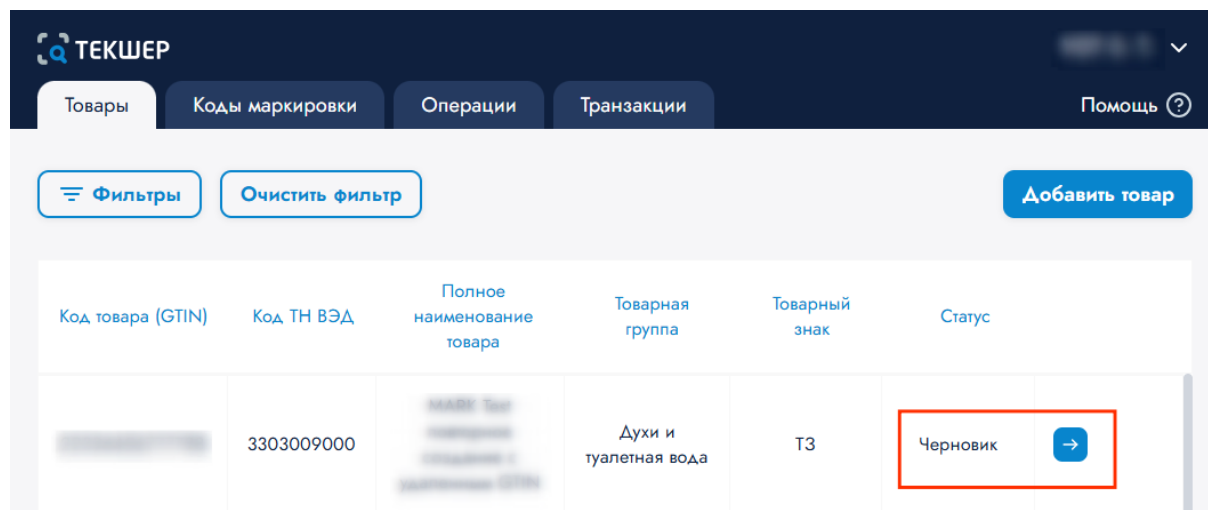 ТЕКШЕР
Товары
Коды маркировки
Операции
Транзакции
Помощь
Фильтры
Очистить фильтр
Добавить товар
Код товара (GTIN)
Код ТН ВЭД
Полное
наименование
товара
Товарная
группа
Товарный
знак
Статус
3303009000
Духи и
туалетная вода
ТЗ
Черновик